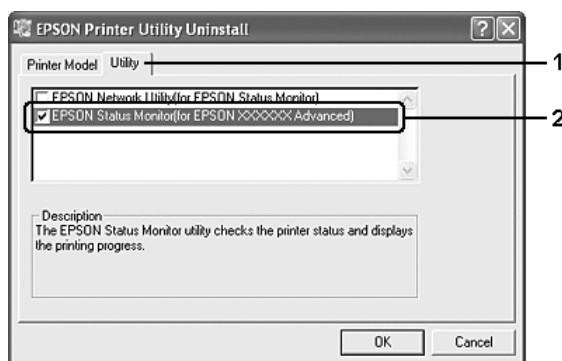 EPSON Printer Utility Uninstall
Printer Model Utility
1
EPSON Network Utility(for EPSON Status Monitor)
EPSON Status Monitor(for EPSON XXXXXXX Advanced)
2
Description
The EPSON Status Monitor utility checks the printer status and displays
the printing progress.
OK Cancel